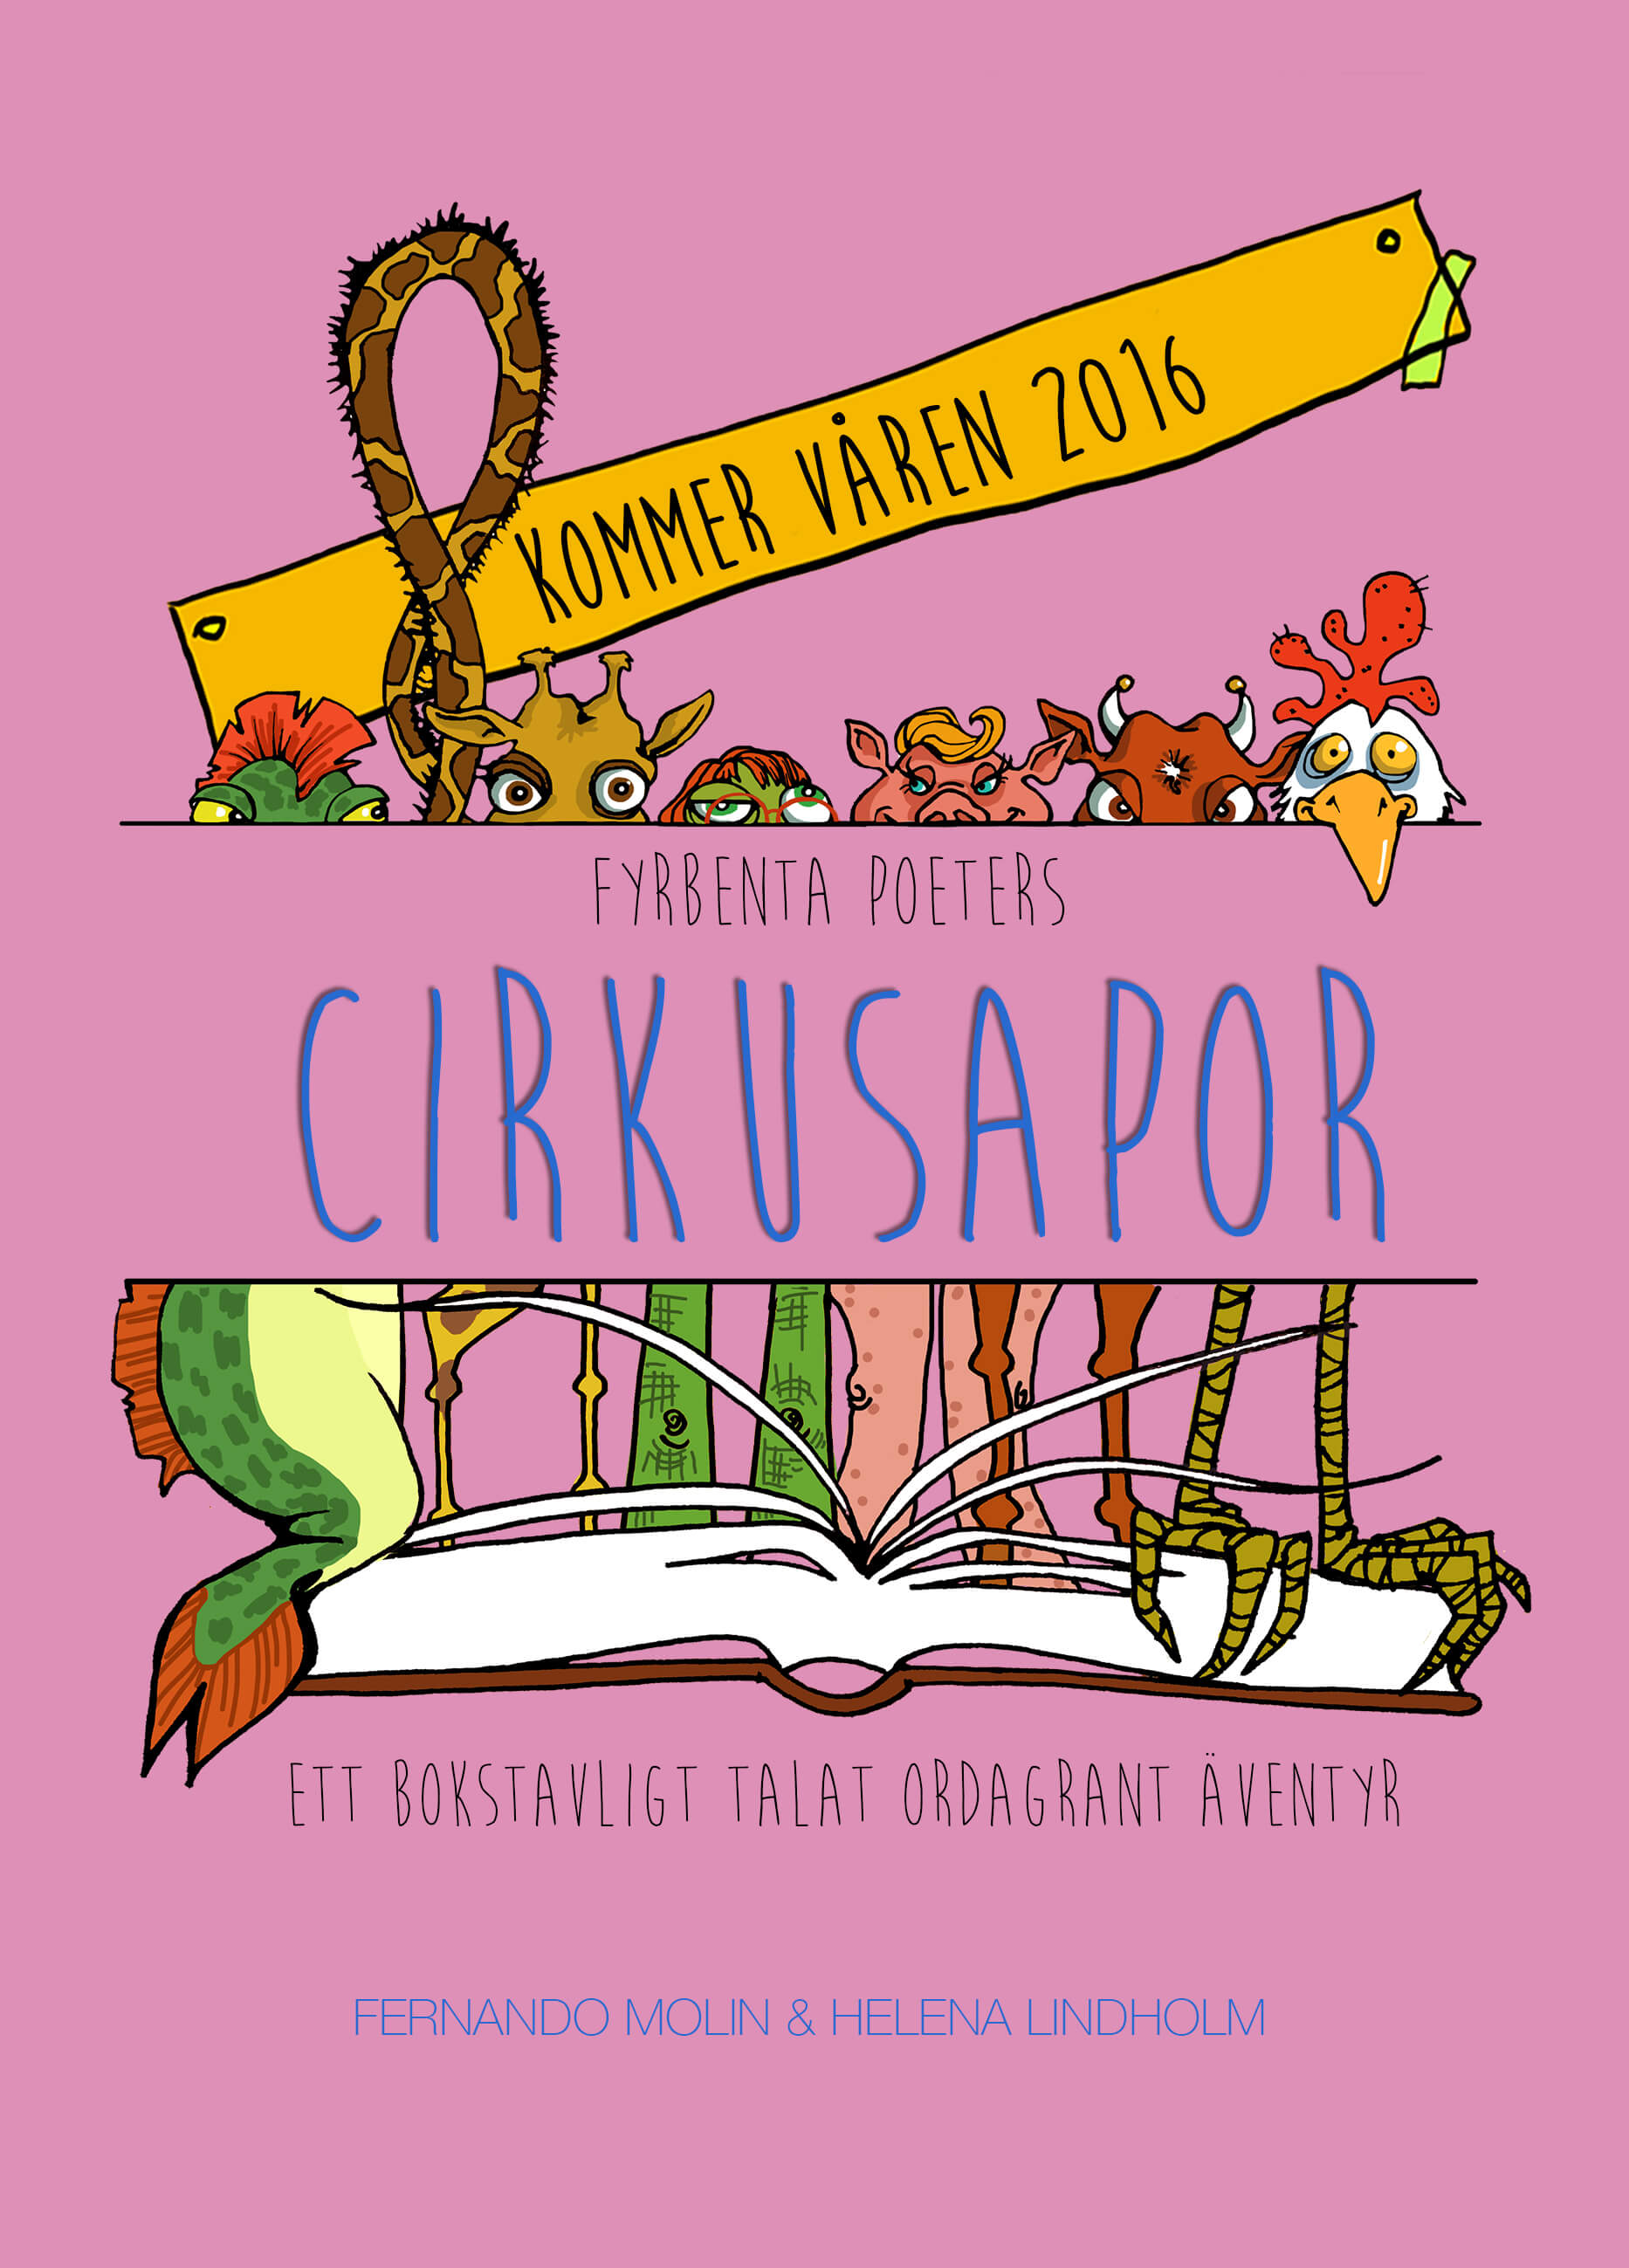 KOMMER VÅREN 2016
FYRBENTA POETERS
CIRKUSAPOR
ETT BOKSTAVLIGT TALAT ORDAGRANT ÄVENTYR
FERNANDO MOLIN & HELENA LINDHOLM